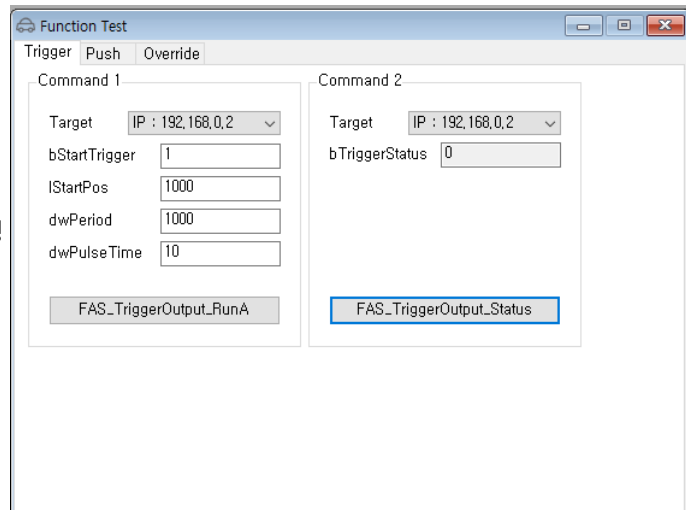 Function Test
Trigger Push Override
Command 1
Target IP : 192,168,0,2
bStartTrigger 1
lStartPos 1000
dwPeriod 1000
dwPulseTime 10
FAS_TriggerOutput_RunA
Command 2
Target IP : 192,168,0,2
bTriggerStatus 0
FAS_TriggerOutput_Status